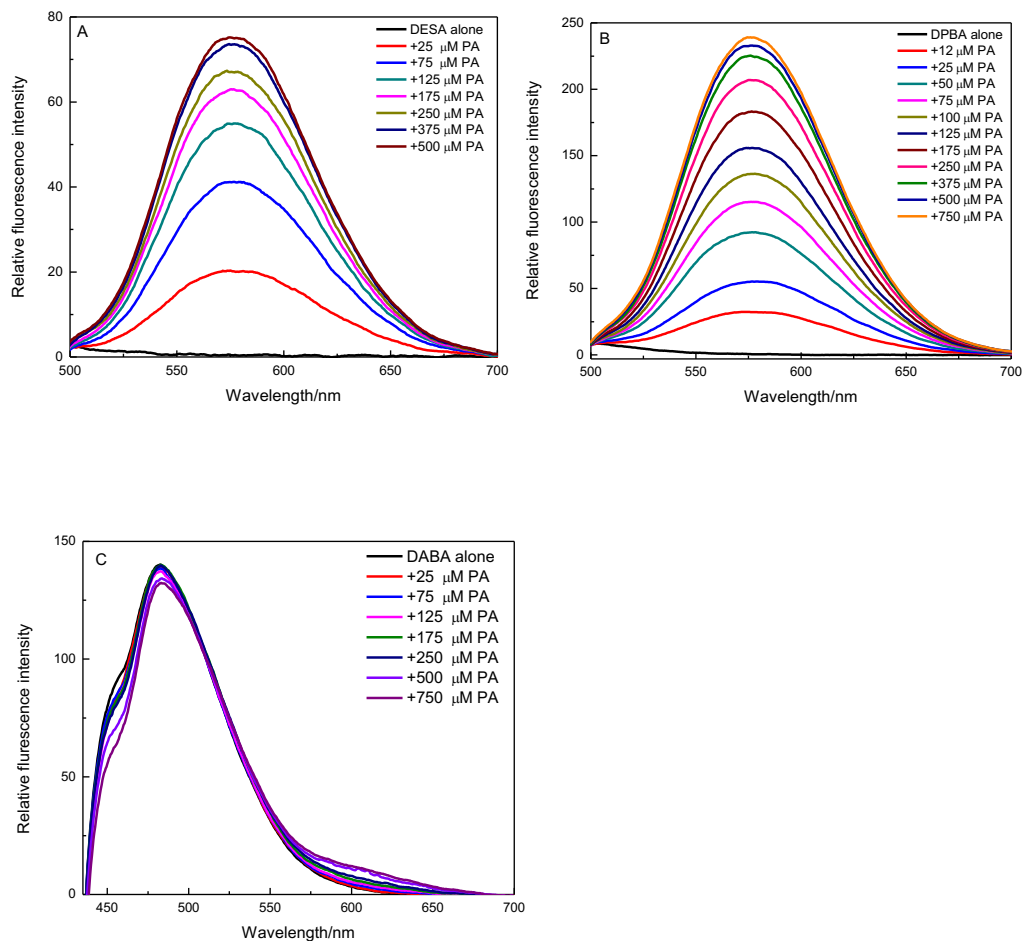 A
Relative fluorescence intensity
80
60
40
20
0
500
550
600
650
700
Wavelength/nm
DESA alone
+25 μM PA
+75 μM PA
+125 μM PA
+175 μM PA
+250 μM PA
+375 μM PA
+500 μM PA
B
Relative fluorescence intensity
250
200
150
100
50
0
500
550
600
650
700
Wavelength/nm
DPBA alone
+12 μM PA
+25 μM PA
+50 μM PA
+75 μM PA
+100 μM PA
+125 μM PA
+175 μM PA
+250 μM PA
+375 μM PA
+500 μM PA
+750 μM PA
C
Relative flurescence intensity
150
100
50
0
450
500
550
600
650
700
Wavelength/nm
DABA alone
+25 μM PA
+75 μM PA
+125 μM PA
+175 μM PA
+250 μM PA
+500 μM PA
+750 μM PA